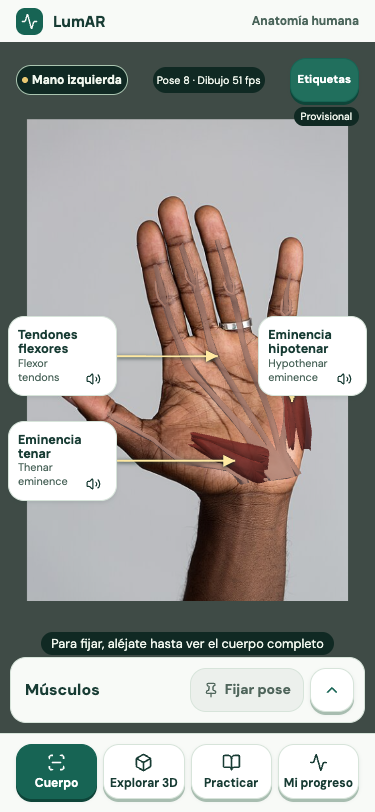 LumAR
Anatomía humana
Mano izquierda
Pose 8 · Dibujo 51 fps
Etiquetas
Provisional
Tendones
flexores
Flexor
tendons
Eminencia
hipotenar
Hypothenar
eminence
Eminencia
tenar
Thenar
eminence
Para fijar, aléjate hasta ver el cuerpo completo
Músculos
Fijar pose
Cuerpo
Explorar 3D
Practicar
Mi progreso